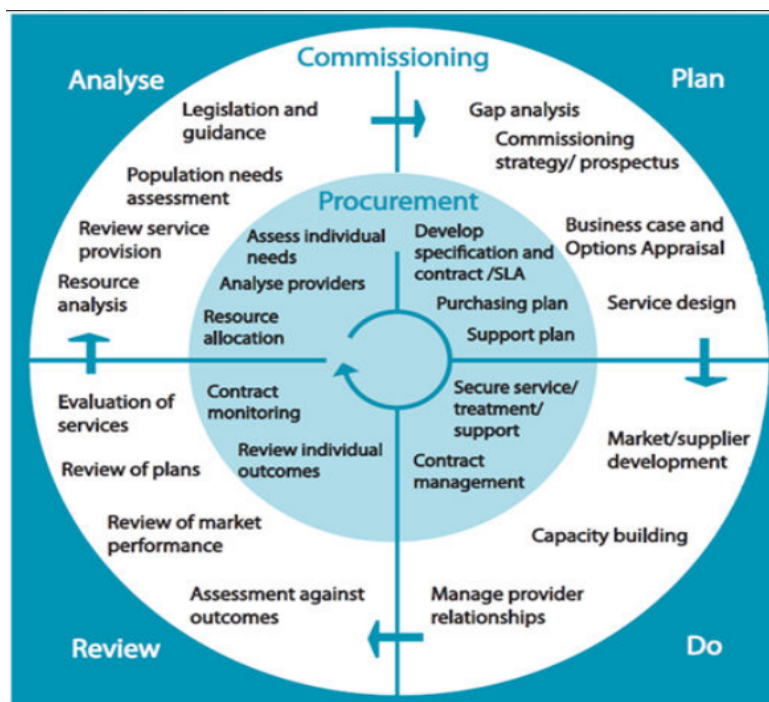 Commissioning
Analyse
Plan
Legislation and
guidance
Population needs
assessment
Review service
provision
Resource
analysis
Gap analysis
Commissioning
strategy/ prospectus
Business case and
Options Appraisal
Service design
Procurement
Assess individual
needs
Analyse providers
Resource
allocation
Develop
specification and
contract /SLA
Purchasing plan
Support plan
Contract
monitoring
Review individual
outcomes
Secure service/
treatment/
support
Contract
management
Evaluation of
services
Review of plans
Review of market
performance
Assessment against
outcomes
Market/supplier
development
Capacity building
Manage provider
relationships
Review
Do